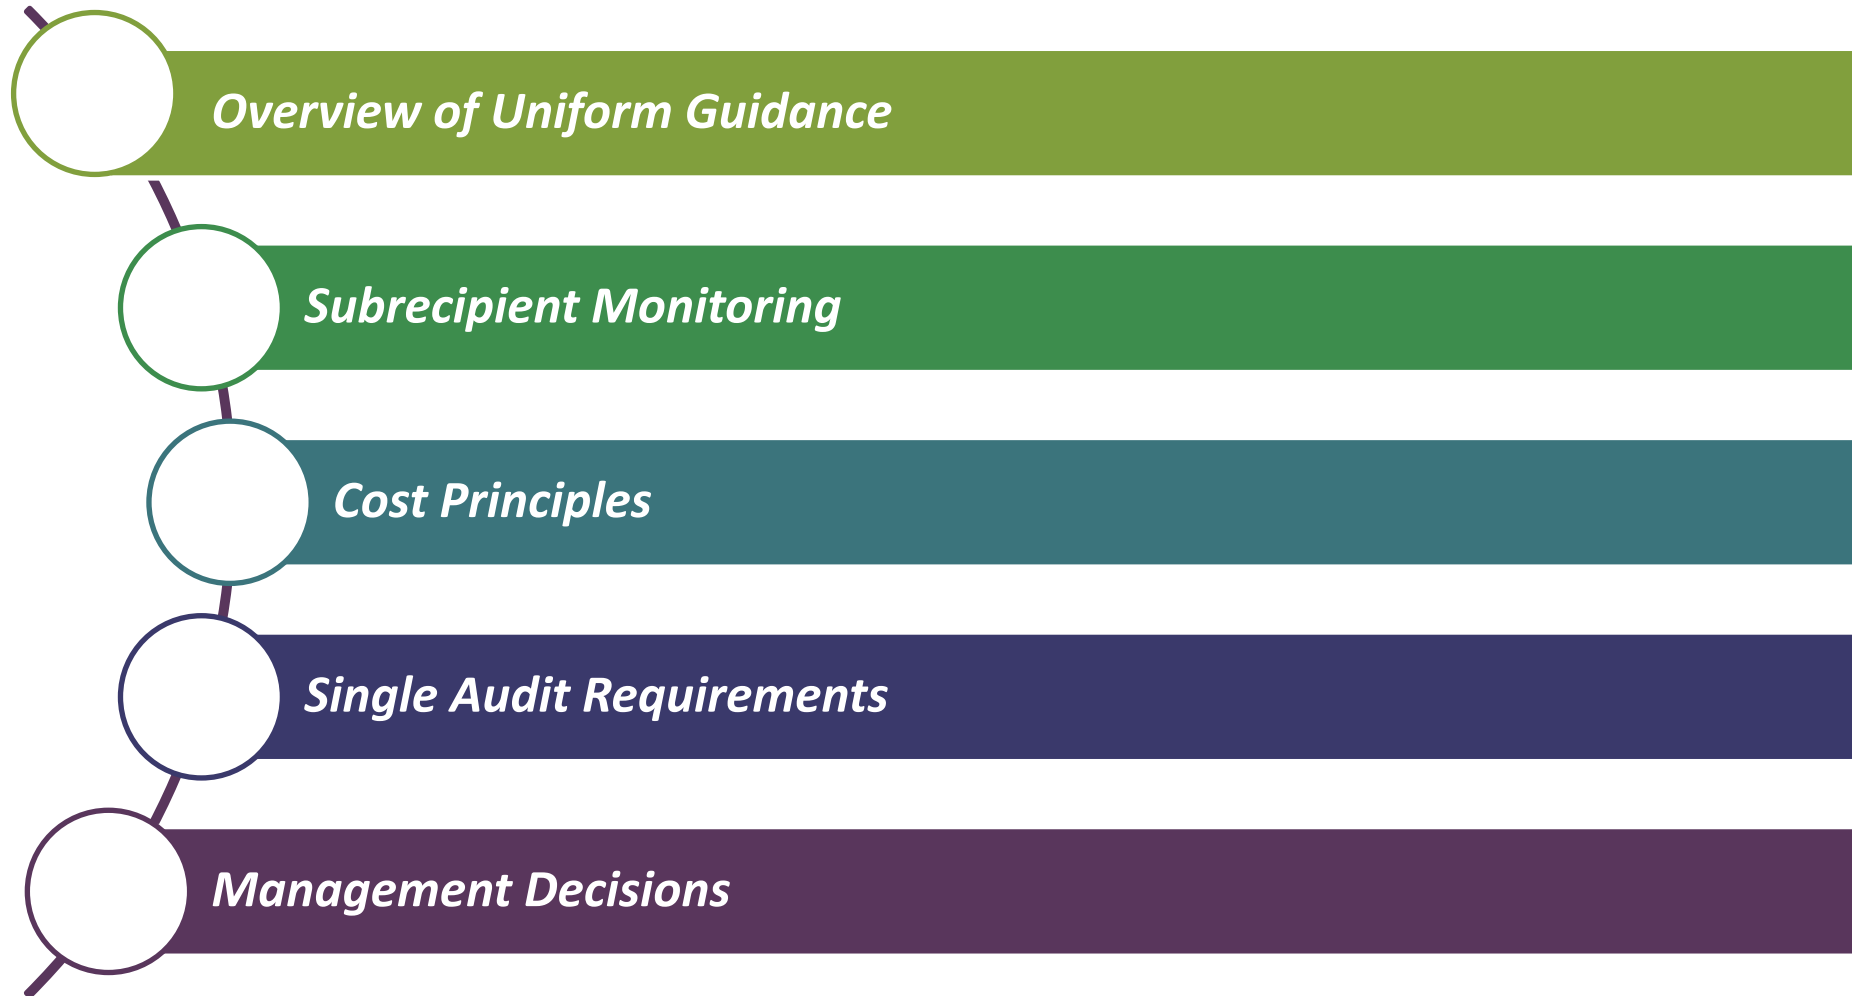 Overview of Uniform Guidance
Subrecipient Monitoring
Cost Principles
Single Audit Requirements
Management Decisions